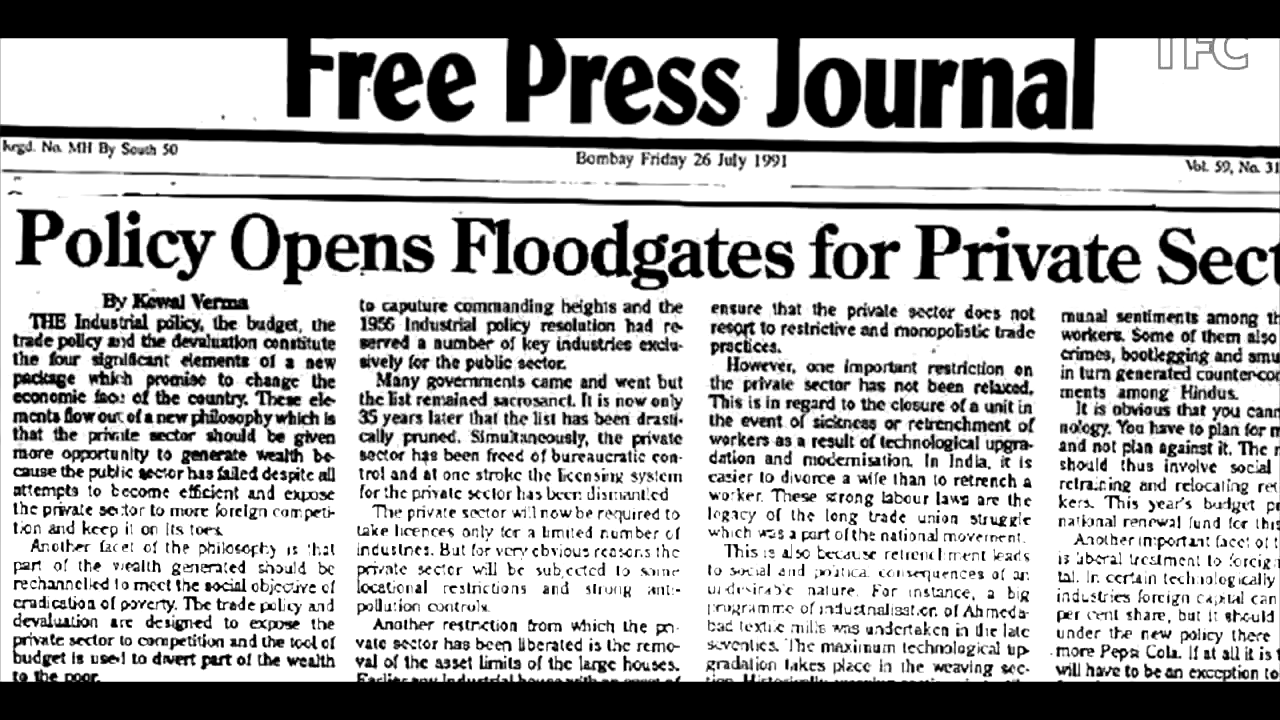 TFC
Free Press Journal
Regd. No. MH By South 50
Bombay Friday 26 July 1991
Vol. 59, No. 31
Policy Opens Floodgates for Private Sect
By Kewal Verma
THE Industrial policy, the budget, the
trade policy and the devaluation constitute
the four significant elements of a new
package which promise to change the
economic face of the country. These ele-
ments flow out of a new philosophy which is
that the private sector should be given
more opportunity to generate wealth be-
cause the public sector has failed despite all
attempts to become efficient and expose
the private sector to more foreign competi-
tion and keep it on its toes.
Another facet of the philosophy is that
part of the wealth generated should be
rechannelled to meet the social objective of
eradication of poverty. The trade policy and
devaluation are designed to expose the
private sector to competition and the tool of
budget is used to divert part of the wealth
to the poor.
to caputure commanding heights and the
1956 Industrial policy resolution had re-
served a number of key industries exclu-
sively for the public sector.
Many governments came and went but
the list remained sacrosanct. It is now only
35 years later that the list has been drasti-
cally pruned. Simultaneously, the private
sector has been freed of bureaucratic con-
trol and at one stroke the licensing system
for the private sector has been dismantled
The private sector will now be required to
take licences only for a limited number of
industries. But for very obvious reasons the
private sector will be subjected to some
locational restrictions and strong anti-
pollution controls.
Another restriction from which the pri-
vate sector has been liberated is the remo-
val of the asset limits of the large houses.
Earlier any Industrial house with an asset of
ensure that the private sector does not
resort to restrictive and monopolistic trade
practices.
However, one important restriction on
the private sector has not been relaxed.
This is in regard to the closure of a unit in
the event of sickness or retrenchment of
workers as a result of technological upgra-
dation and modernisation. In India, it is
easier to divorce a wife than to retrench a
worker. These strong labour laws are the
legacy of the long trade union struggle
which was a part of the national movement.
This is also because retrenchment leads
to social and political consequences of an
undesirable nature. For instance, a big
programme of industrialisation of Ahmeda-
bad textile mills was undertaken in the late
seventies. The maximum technological up-
gradation takes place in the weaving sec-
tion. Historically
munal sentiments among th
workers. Some of them also
crimes, bootlegging and smu
in turn generated counter-co
ments among Hindus.
It is obvious that you cann
nology. You have to plan for m
and not plan against it. The r
should thus involve social
retraining and relocating ret
kers. This year's budget p
national renewal fund for this
Another important facet of t
is liberal treatment to foreig
tal. In certain technologically
industries foreign capital can
per cent share, but it should
under the new policy there
more Pepsi Cola. If at all it is
will have to be an exception to